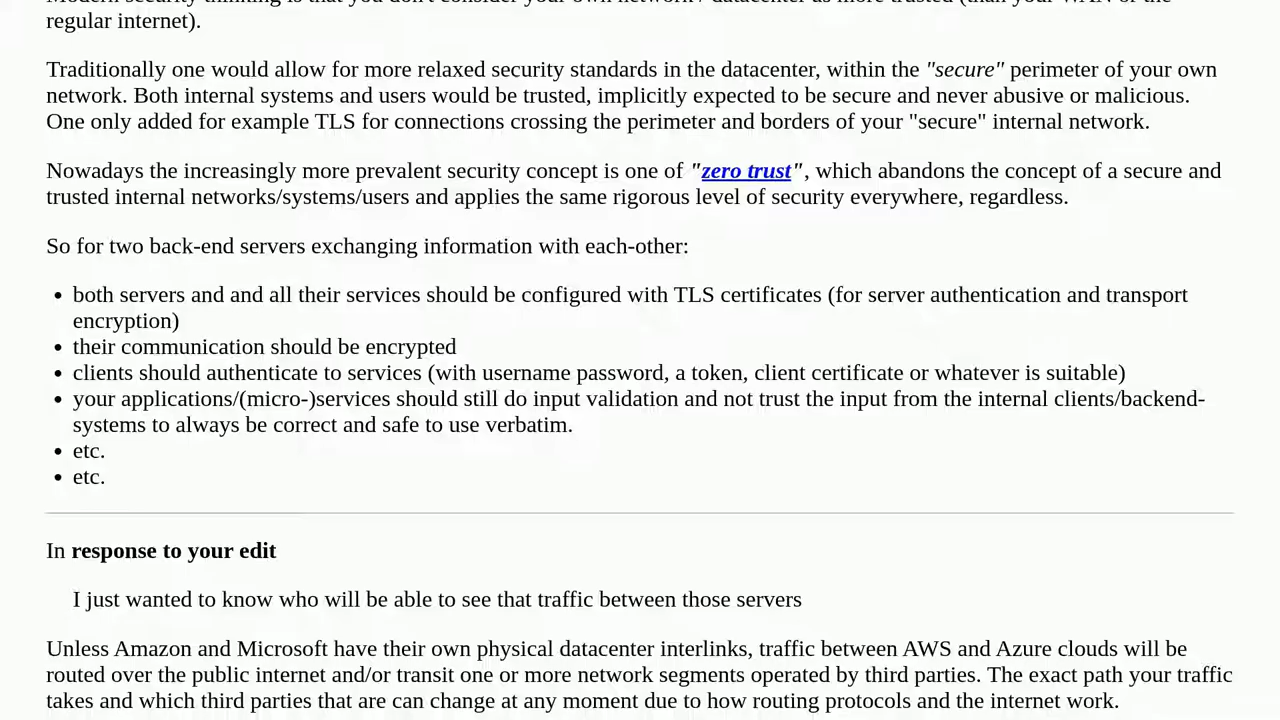 regular internet).
Traditionally one would allow for more relaxed security standards in the datacenter, within the "secure" perimeter of your own
network. Both internal systems and users would be trusted, implicitly expected to be secure and never abusive or malicious.
One only added for example TLS for connections crossing the perimeter and borders of your "secure" internal network.
Nowadays the increasingly more prevalent security concept is one of "zero trust", which abandons the concept of a secure and
trusted internal networks/systems/users and applies the same rigorous level of security everywhere, regardless.
So for two back-end servers exchanging information with each-other:
• both servers and and all their services should be configured with TLS certificates (for server authentication and transport
encryption)
• their communication should be encrypted
• clients should authenticate to services (with username password, a token, client certificate or whatever is suitable)
• your applications/(micro-)services should still do input validation and not trust the input from the internal clients/backend-
systems to always be correct and safe to use verbatim.
• etc.
• etc.
In response to your edit
I just wanted to know who will be able to see that traffic between those servers
Unless Amazon and Microsoft have their own physical datacenter interlinks, traffic between AWS and Azure clouds will be
routed over the public internet and/or transit one or more network segments operated by third parties. The exact path your traffic
takes and which third parties that are can change at any moment due to how routing protocols and the internet work.